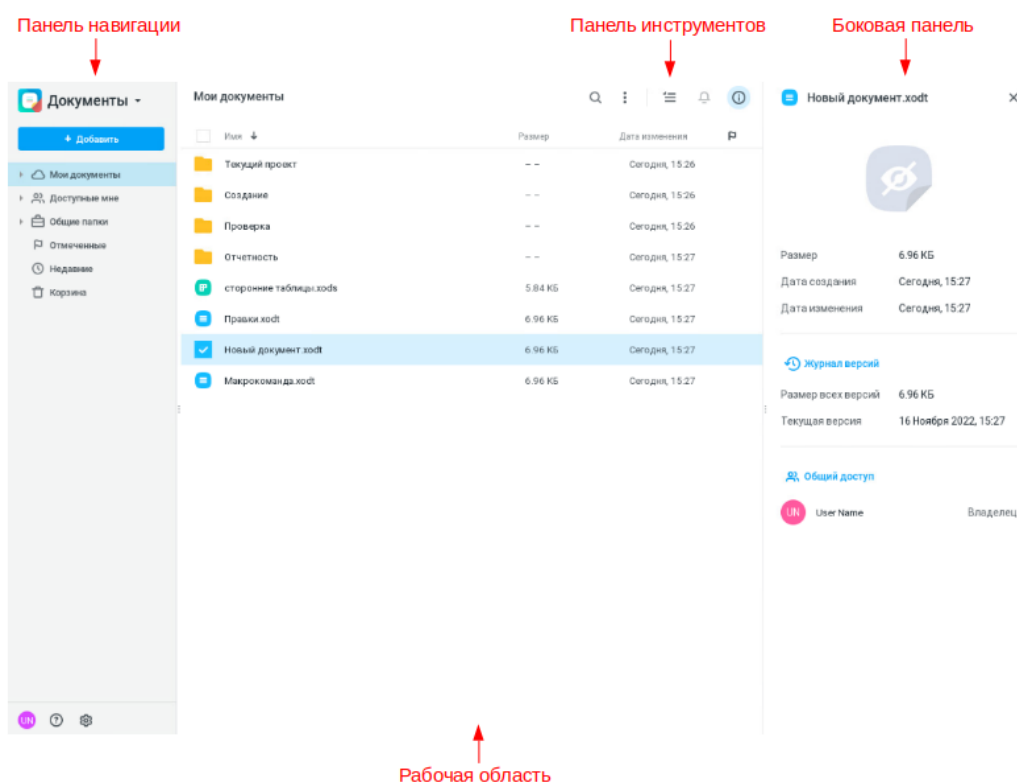 Панель навигации
Панель инструментов
Боковая панель
Документы
Мои документы
Новый документ.xodt
+ Добавить
Имя
Размер
Дата изменения
Мои документы
Доступные мне
Общие папки
Отмеченные
Недавние
Корзина
Текущий проект -- Сегодня, 15:26
Создание -- Сегодня, 15:26
Проверка -- Сегодня, 15:26
Отчетность -- Сегодня, 15:27
сторонние таблицы.xods 5.84 КБ Сегодня, 15:27
Правки.xodt 6.96 КБ Сегодня, 15:27
Новый документ.xodt 6.96 КБ Сегодня, 15:27
Макрокоманда.xodt 6.96 КБ Сегодня, 15:27
Размер 6.96 КБ
Дата создания Сегодня, 15:27
Дата изменения Сегодня, 15:27
Журнал версий
Размер всех версий 6.96 КБ
Текущая версия 16 Ноября 2022, 15:27
Общий доступ
UN User Name Владелец
UN
Рабочая область